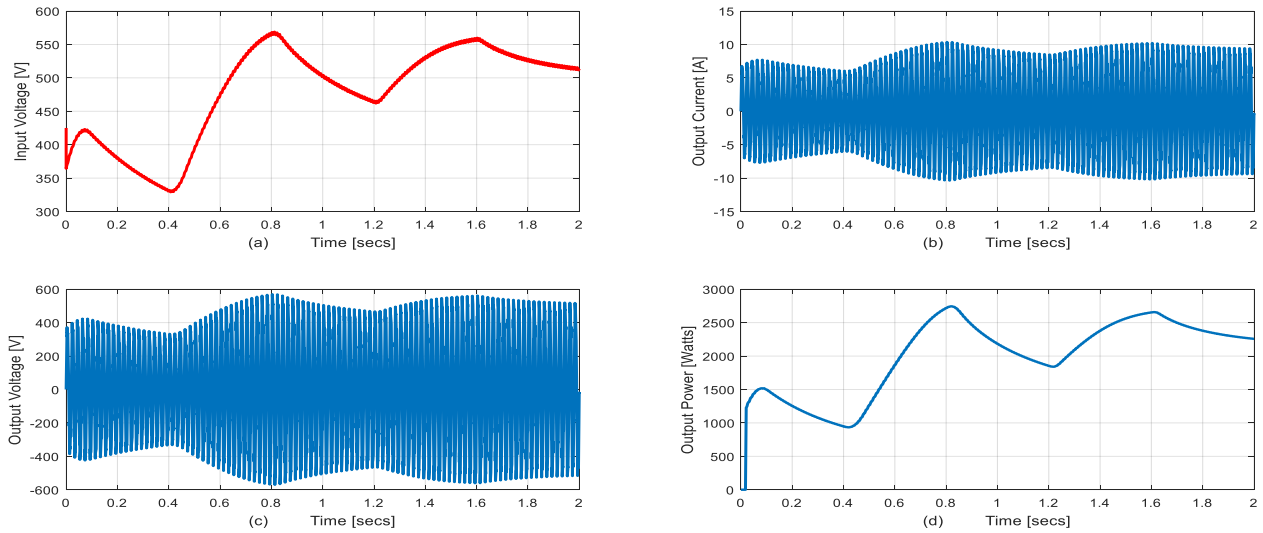 600
550
500
450
400
350
300
Input Voltage [V]
0 0.2 0.4 0.6 0.8 1 1.2 1.4 1.6 1.8 2
(a) Time [secs]
15
10
5
0
-5
-10
-15
Output Current [A]
0 0.2 0.4 0.6 0.8 1 1.2 1.4 1.6 1.8 2
(b) Time [secs]
600
400
200
0
-200
-400
-600
Output Voltage [V]
0 0.2 0.4 0.6 0.8 1 1.2 1.4 1.6 1.8 2
(c) Time [secs]
3000
2500
2000
1500
1000
500
0
Output Power [Watts]
0 0.2 0.4 0.6 0.8 1 1.2 1.4 1.6 1.8 2
(d) Time [secs]